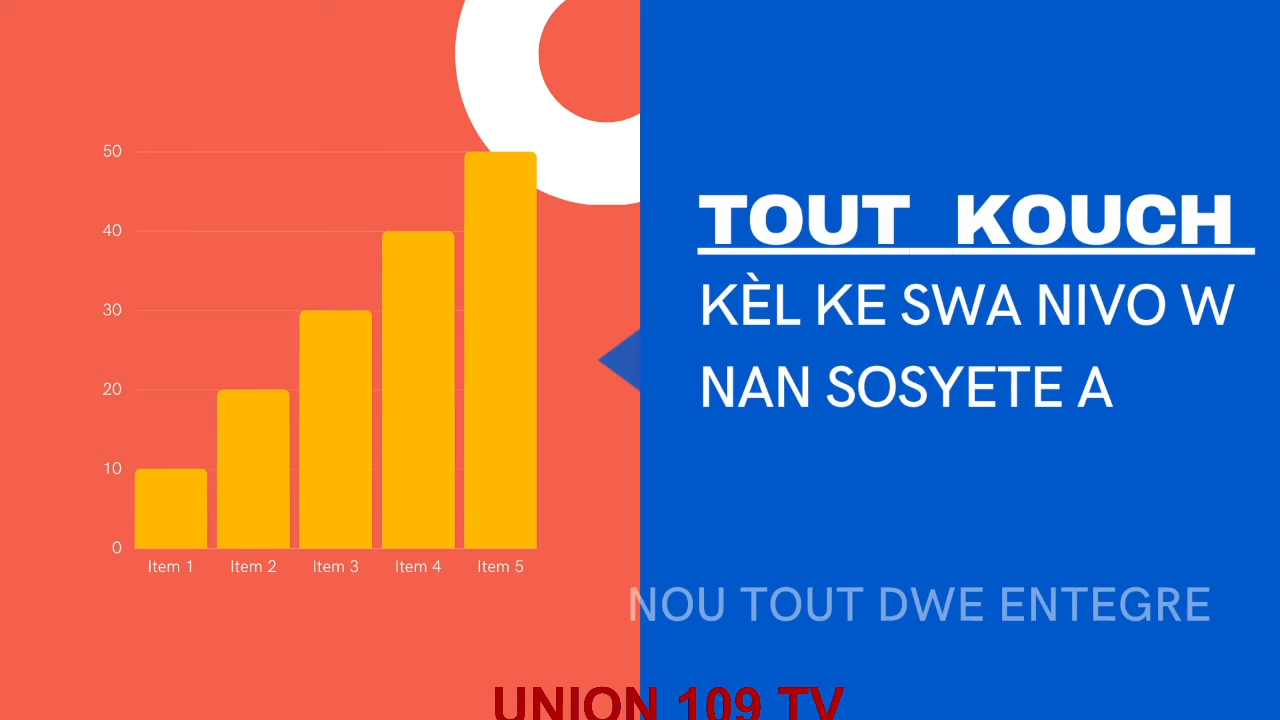 50
40
30
20
10
0
Item 1 Item 2 Item 3 Item 4 Item 5
TOUT KOUCH
KÈL KE SWA NIVO W
NAN SOSYETE A
NOU TOUT DWE ENTEGRE
UNION 109 TV